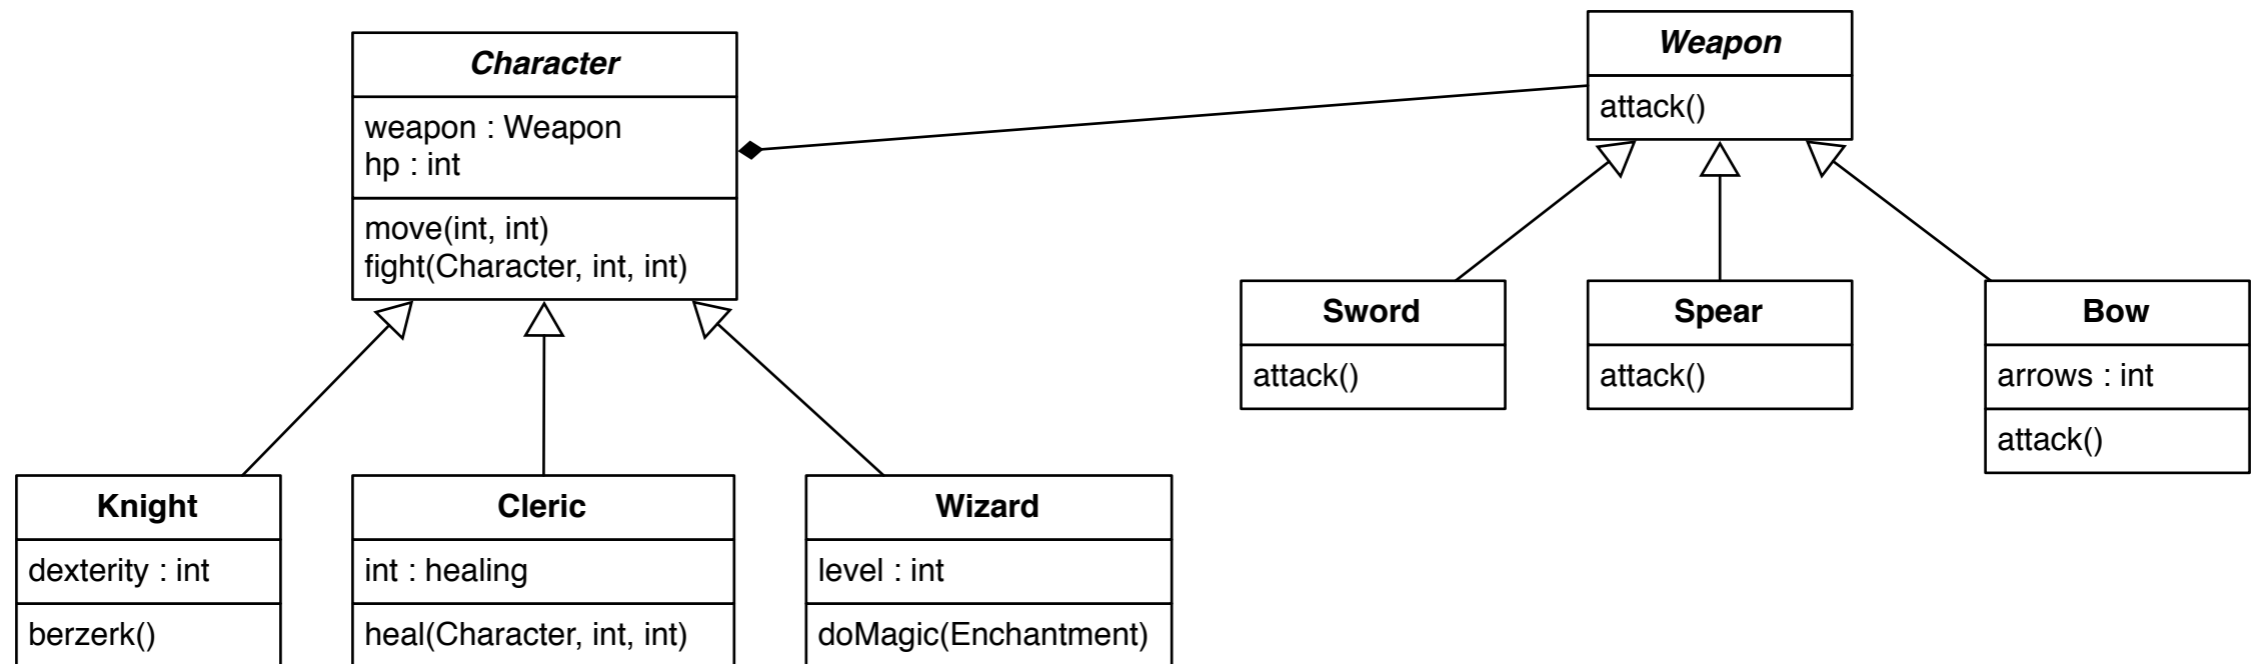 Character
weapon : Weapon
hp : int
move(int, int)
fight(Character, int, int)
Weapon
attack()
Sword
attack()
Spear
attack()
Bow
arrows : int
attack()
Knight
dexterity : int
berzerk()
Cleric
int : healing
heal(Character, int, int)
Wizard
level : int
doMagic(Enchantment)